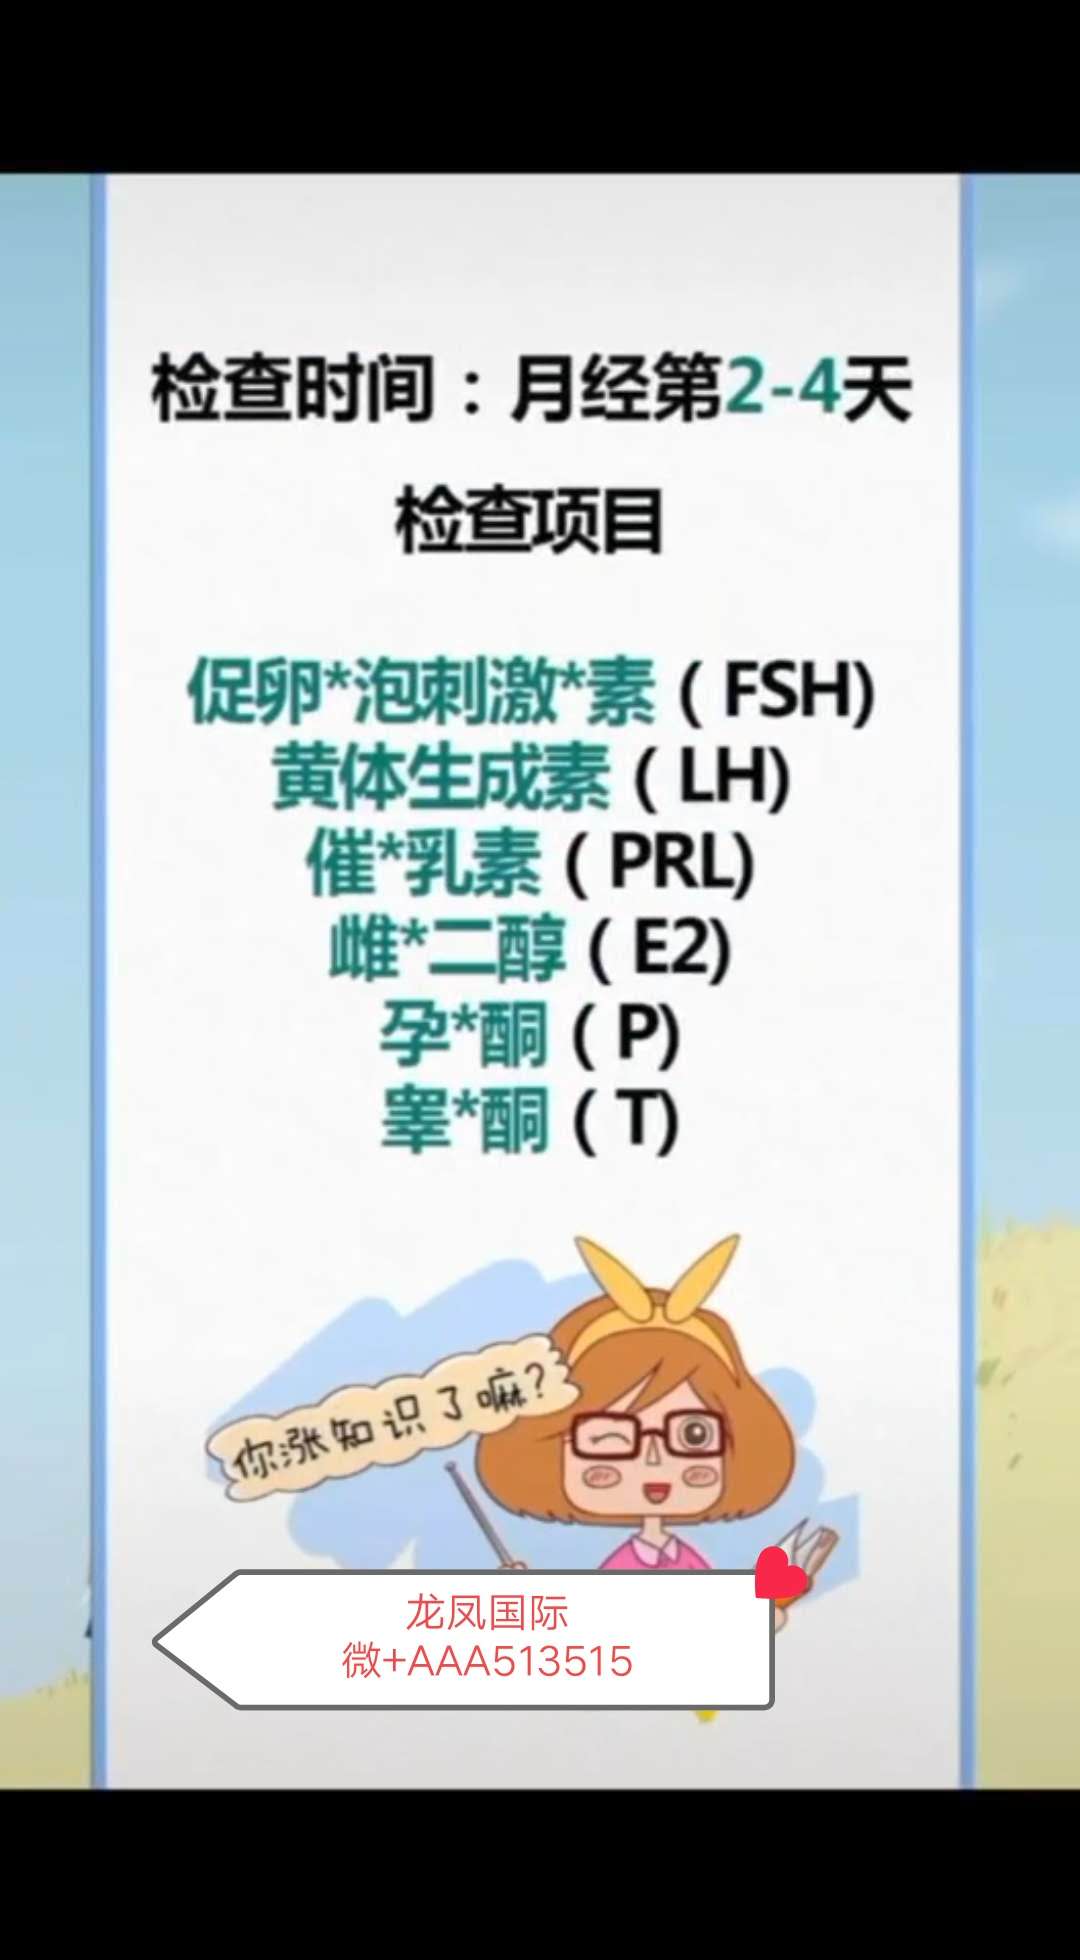 检查时间：月经第2-4天
检查项目
促卵*泡刺激*素（FSH)
黄体生成素（LH)
催*乳素（PRL)
雌*二醇（E2)
孕*酮（P)
睾*酮（T)
你涨知识了嘛?
龙凤国际
微+AAA513515